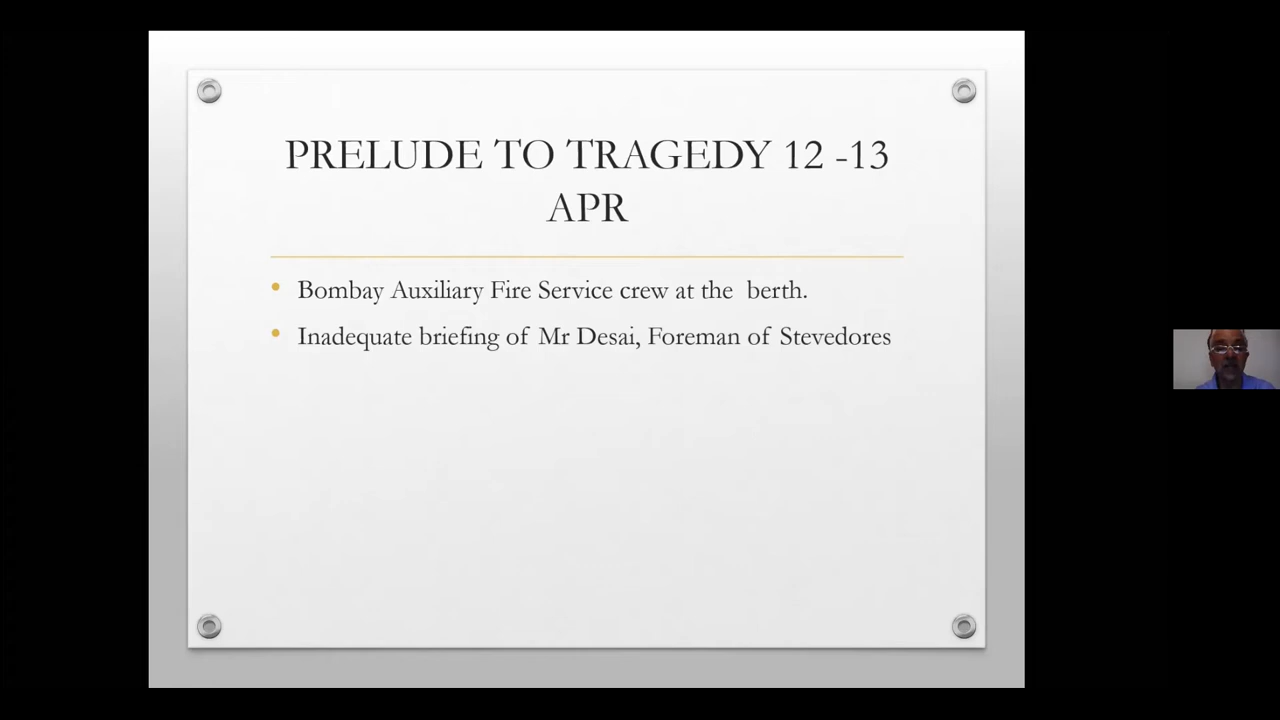 PRELUDE TO TRAGEDY 12 -13
APR
• Bombay Auxiliary Fire Service crew at the berth.
• Inadequate briefing of Mr Desai, Foreman of Stevedores